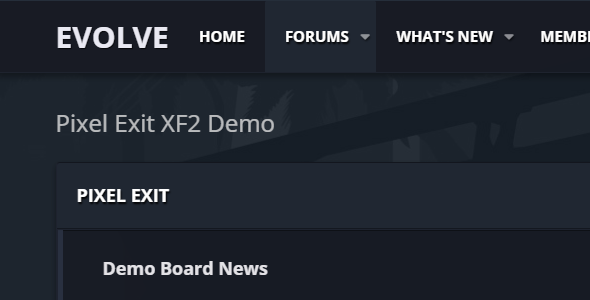 EVOLVE HOME FORUMS WHAT'S NEW MEMBE
Pixel Exit XF2 Demo
PIXEL EXIT
Demo Board News